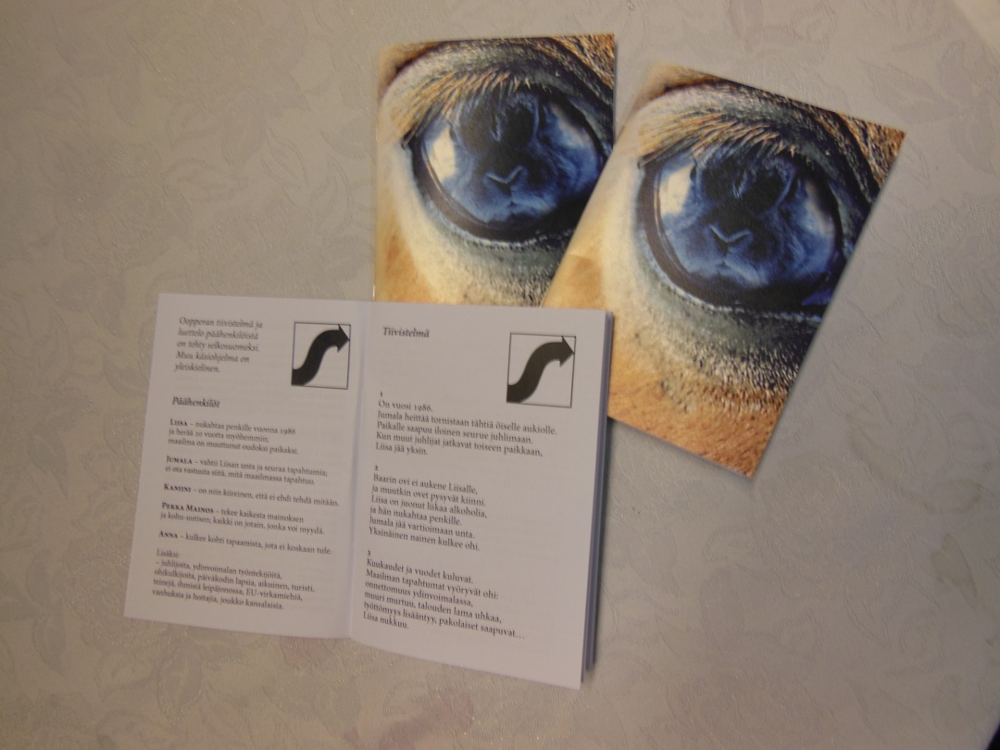 Oopperan tiivistelmä ja
luettelo päähenkilöistä
on tehty selkosuomeksi.
Muu käsiohjelma on
yleiskielinen.
Päähenkilöt
Liisa – nukahtaa penkille vuonna 1986
ja herää 20 vuotta myöhemmin;
maailma on muuttunut oudoksi paikaksi.
Jumala – vahtii Liisan unta ja seuraa tapahtumia;
ei ota vastuuta siitä, mitä maailmassa tapahtuu.
Kaniini – on niin kiireinen, että ei ehdi tehdä mitään.
Pekka Mainos – tekee kaikesta mainoksen
ja kohu-uutisen; kaikki on jotain, jonka voi myydä.
Anna – kulkee kohti tapaamista, jota ei koskaan tule.
Lisäksi:
– juhlijoita, ydinvoimalan työntekijöitä,
ohikulkijoita, päiväkodin lapsia, aikuinen, turisti,
teinejä, ihmisiä leipäjonossa, EU-virkamiehiä,
vanhuksia ja hoitajia, joukko kansalaisia.
Tiivistelmä
1
On vuosi 1986.
Jumala heittää tornistaan tähtiä öiselle aukiolle.
Paikalle saapuu iloinen seurue juhlimaan.
Kun muut juhlijat jatkavat toiseen paikkaan,
Liisa jää yksin.
2
Baarin ovi ei aukene Liisalle,
ja muutkin ovet pysyvät kiinni.
Liisa on juonut liikaa alkoholia,
ja hän nukahtaa penkille.
Jumala jää vartioimaan unta.
Yksinäinen nainen kulkee ohi.
3
Kuukaudet ja vuodet kuluvat.
Maailman tapahtumat vyöryvät ohi:
onnettomuus ydinvoimalassa,
muuri murtuu, talouden lama uhkaa,
työttömyys lisääntyy, pakolaiset saapuvat…
Liisa nukkuu.